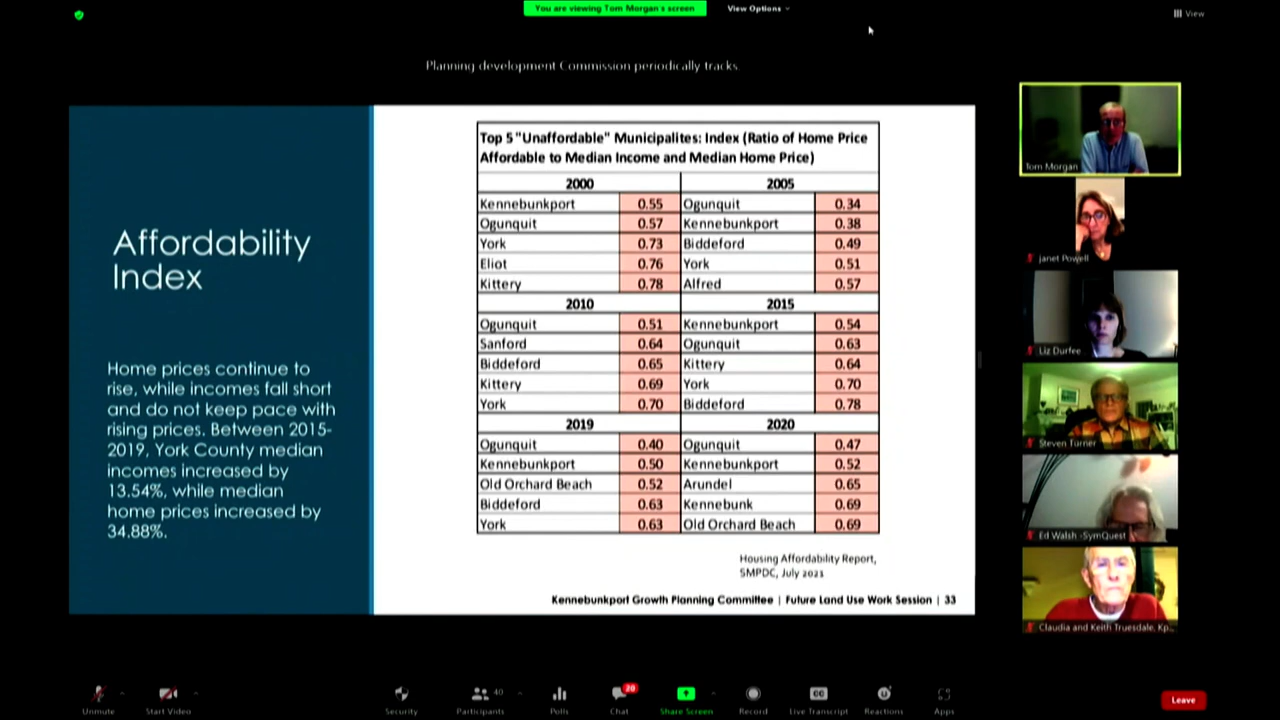 You are viewing Tom Morgan's screen
View Options
View
Planning development Commission periodically tracks.
Affordability
Index
Home prices continue to
rise, while incomes fall short
and do not keep pace with
rising prices. Between 2015-
2019, York County median
incomes increased by
13.54%, while median
home prices increased by
34.88%.
Top 5 "Unaffordable" Municipalites: Index (Ratio of Home Price
Affordable to Median Income and Median Home Price)
2000 2005
Kennebunkport 0.55 Ogunquit 0.34
Ogunquit 0.57 Kennebunkport 0.38
York 0.73 Biddeford 0.49
Eliot 0.76 York 0.51
Kittery 0.78 Alfred 0.57
2010 2015
Ogunquit 0.51 Kennebunkport 0.54
Sanford 0.64 Ogunquit 0.63
Biddeford 0.65 Kittery 0.64
Kittery 0.69 York 0.70
York 0.70 Biddeford 0.78
2019 2020
Ogunquit 0.40 Ogunquit 0.47
Kennebunkport 0.50 Kennebunkport 0.52
Old Orchard Beach 0.52 Arundel 0.65
Biddeford 0.63 Kennebunk 0.69
York 0.63 Old Orchard Beach 0.69
Housing Affordability Report,
SMPDC, July 2021
Kennebunkport Growth Planning Committee | Future Land Use Work Session | 33
Tom Morgan
janet Powell
Liz Durfee
Steven Turner
Ed Walsh -SymQuest
Claudia and Keith Truesdale, Kp...
40
20
CC
Unmute
Start Video
Security
Participants
Polls
Chat
Share Screen
Record
Live Transcript
Reactions
Apps
Leave